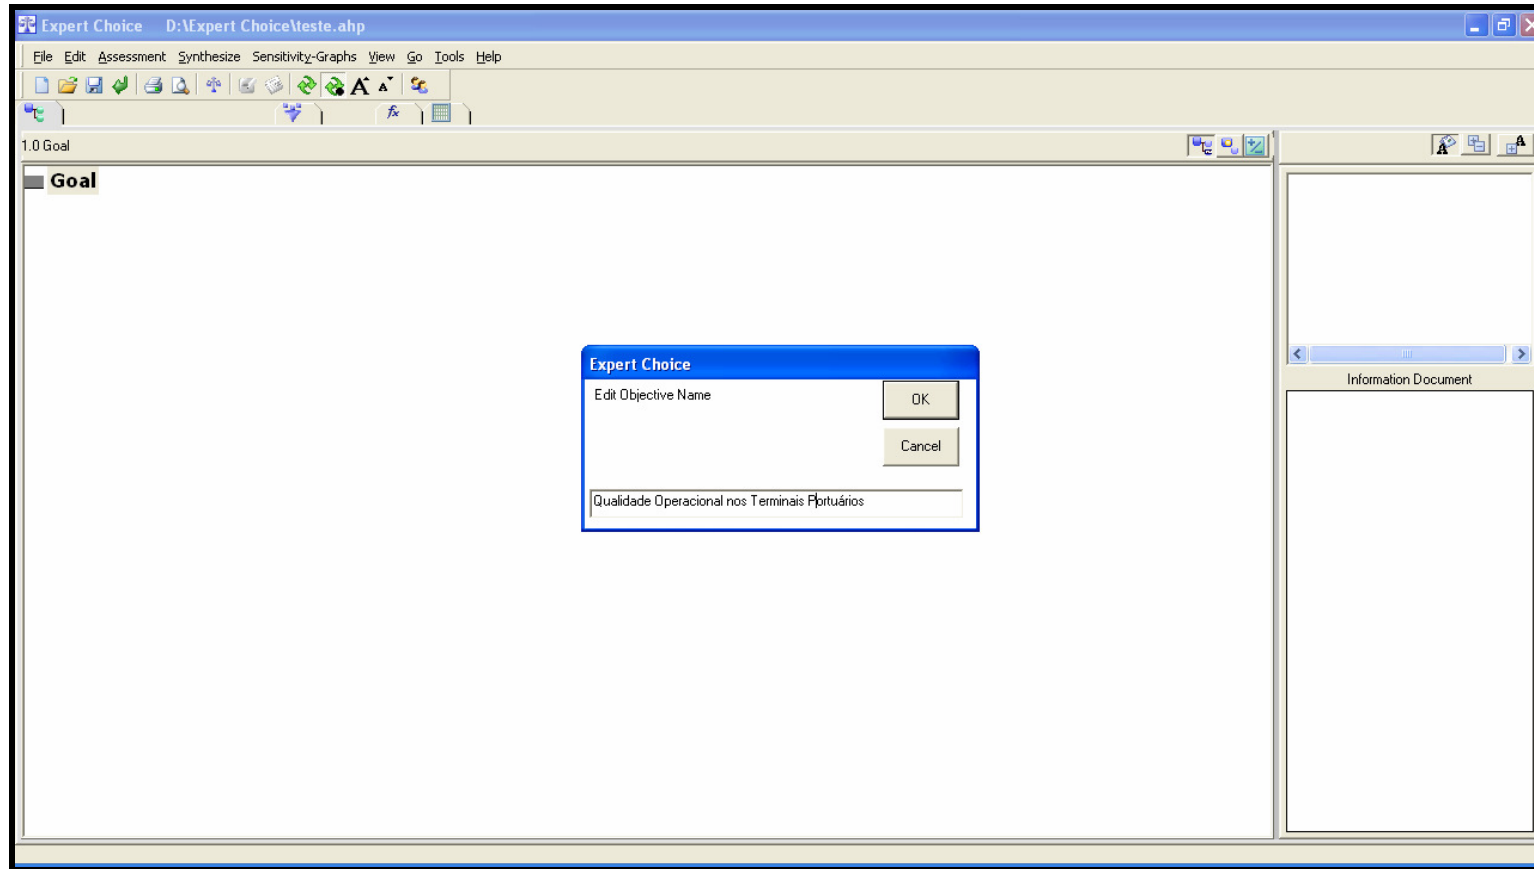 Expert Choice D:\Expert Choice\teste.ahp
File Edit Assessment Synthesize Sensitivity-Graphs View Go Tools Help
A A
fx
1.0 Goal
A A
Goal
Expert Choice
Edit Objective Name
OK
Cancel
Qualidade Operacional nos Terminais Portuários
Information Document